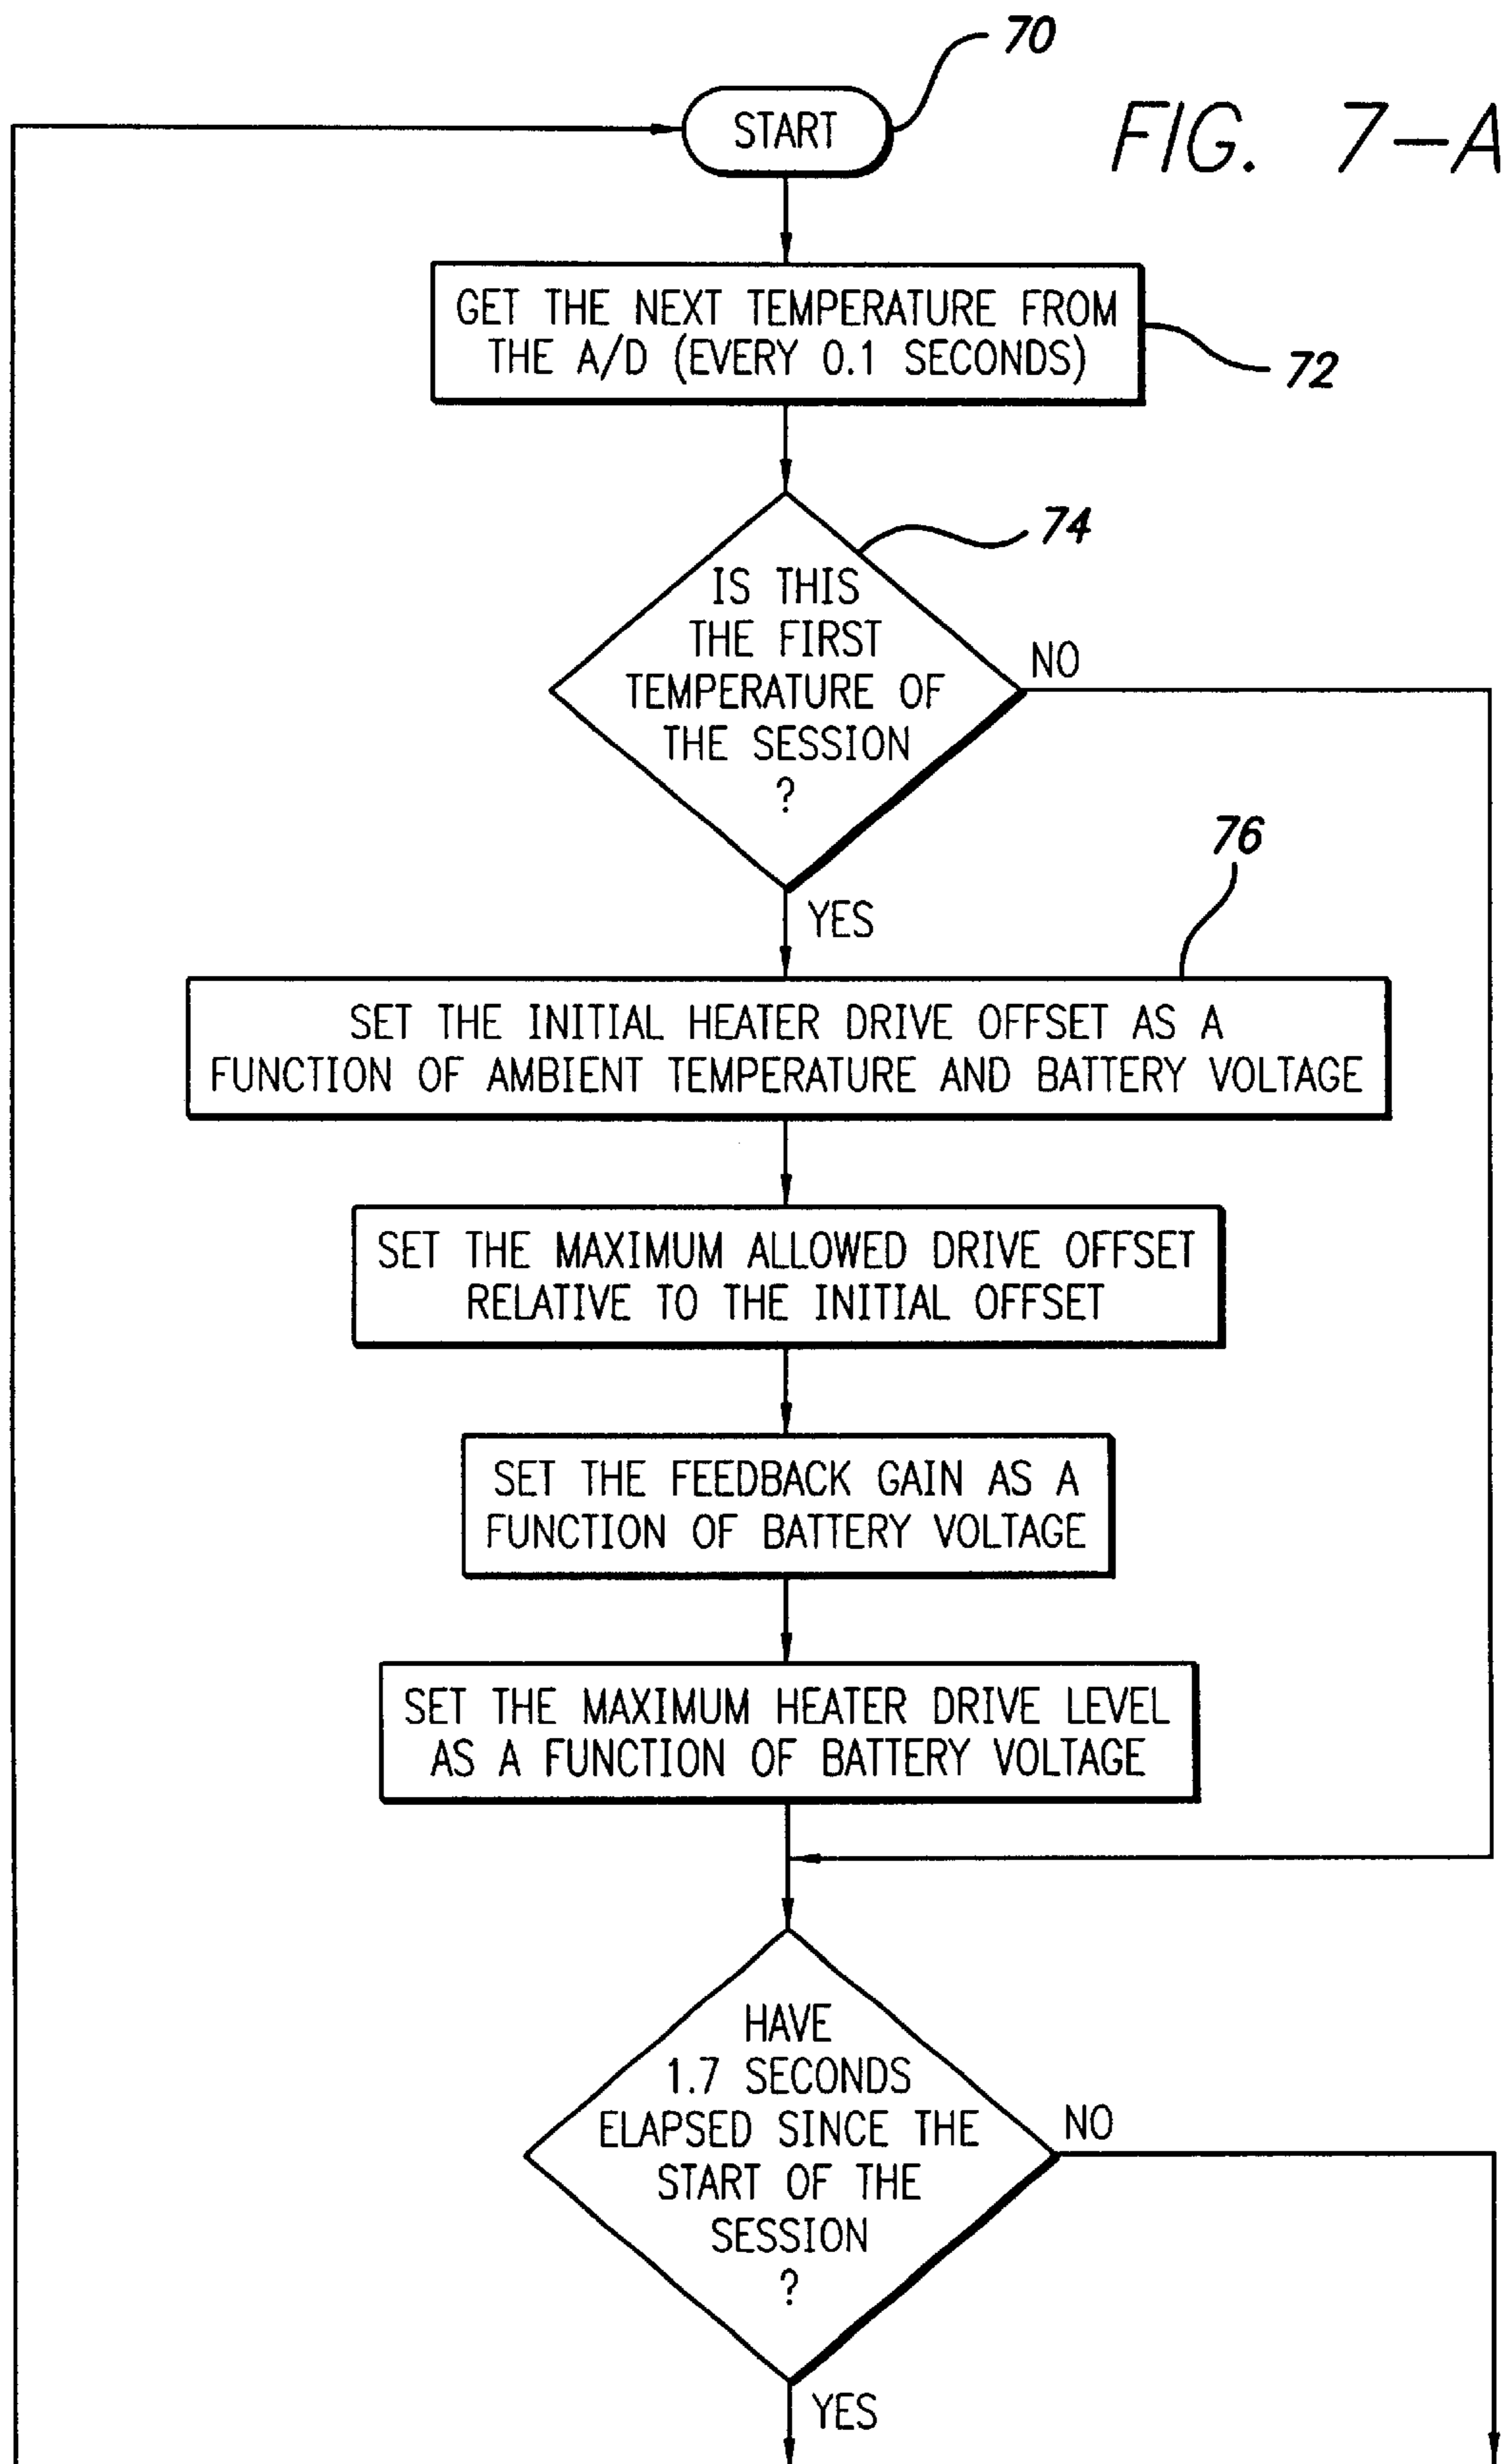 70
START
FIG. 7-A
GET THE NEXT TEMPERATURE FROM
THE A/D (EVERY 0.1 SECONDS)
72
74
IS THIS
THE FIRST
TEMPERATURE OF
THE SESSION
?
NO
YES
76
SET THE INITIAL HEATER DRIVE OFFSET AS A
FUNCTION OF AMBIENT TEMPERATURE AND BATTERY VOLTAGE
SET THE MAXIMUM ALLOWED DRIVE OFFSET
RELATIVE TO THE INITIAL OFFSET
SET THE FEEDBACK GAIN AS A
FUNCTION OF BATTERY VOLTAGE
SET THE MAXIMUM HEATER DRIVE LEVEL
AS A FUNCTION OF BATTERY VOLTAGE
HAVE
1.7 SECONDS
ELAPSED SINCE THE
START OF THE
SESSION
?
NO
YES